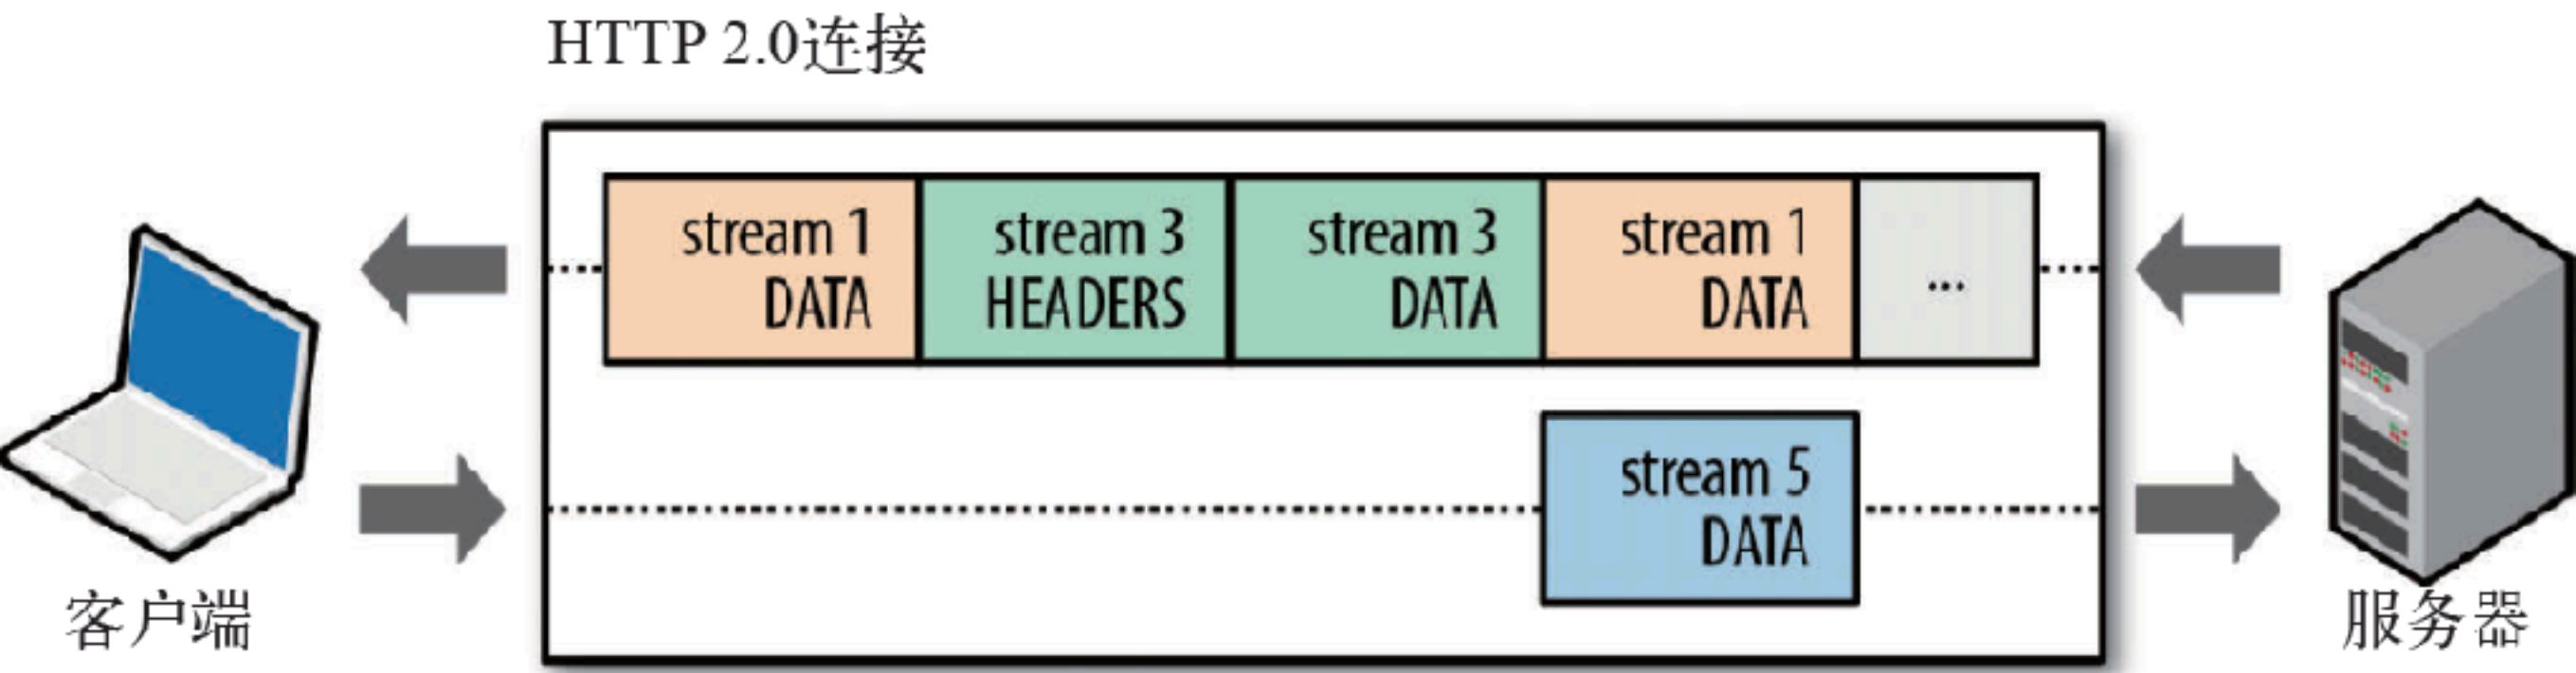 HTTP 2.0连接
stream 1
DATA
stream 3
HEADERS
stream 3
DATA
stream 1
DATA
...
stream 5
DATA
客户端
服务器